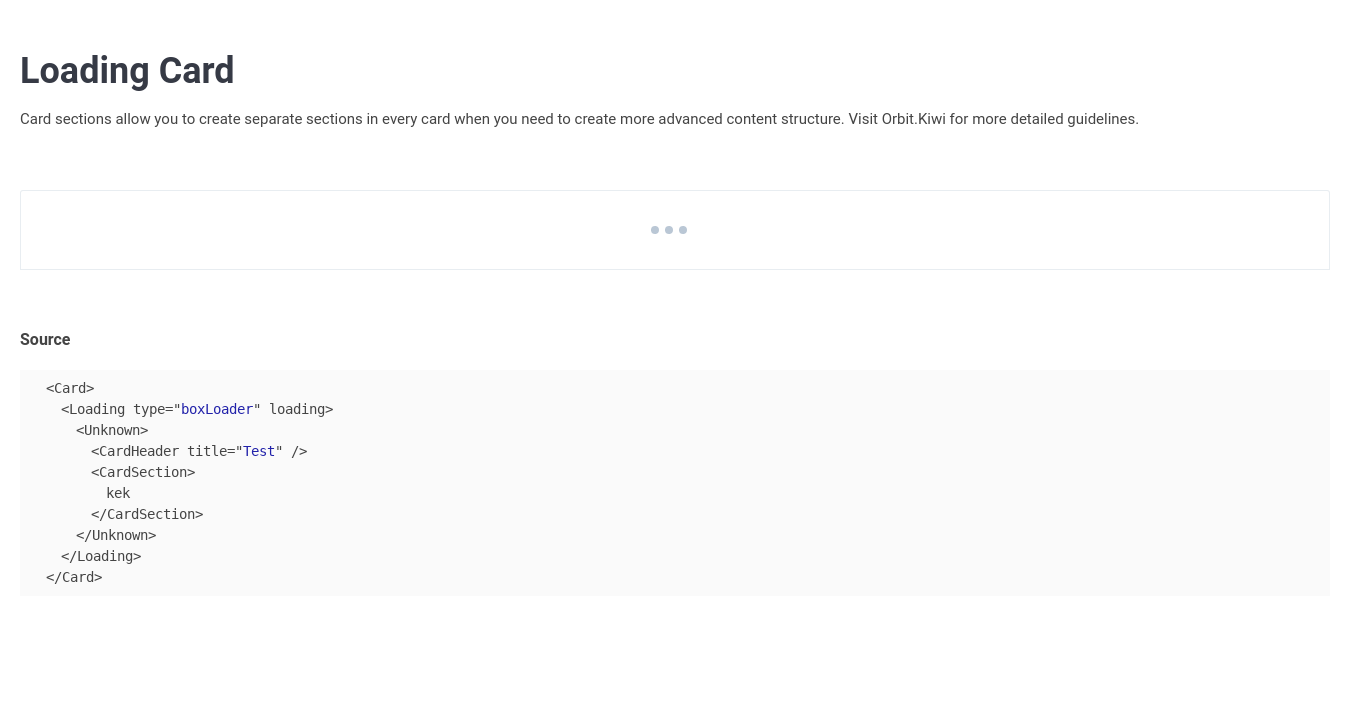 Loading Card
Card sections allow you to create separate sections in every card when you need to create more advanced content structure. Visit Orbit.Kiwi for more detailed guidelines.
Source
<Card>
<Loading type="boxLoader" loading>
<Unknown>
<CardHeader title="Test" />
<CardSection>
kek
</CardSection>
</Unknown>
</Loading>
</Card>